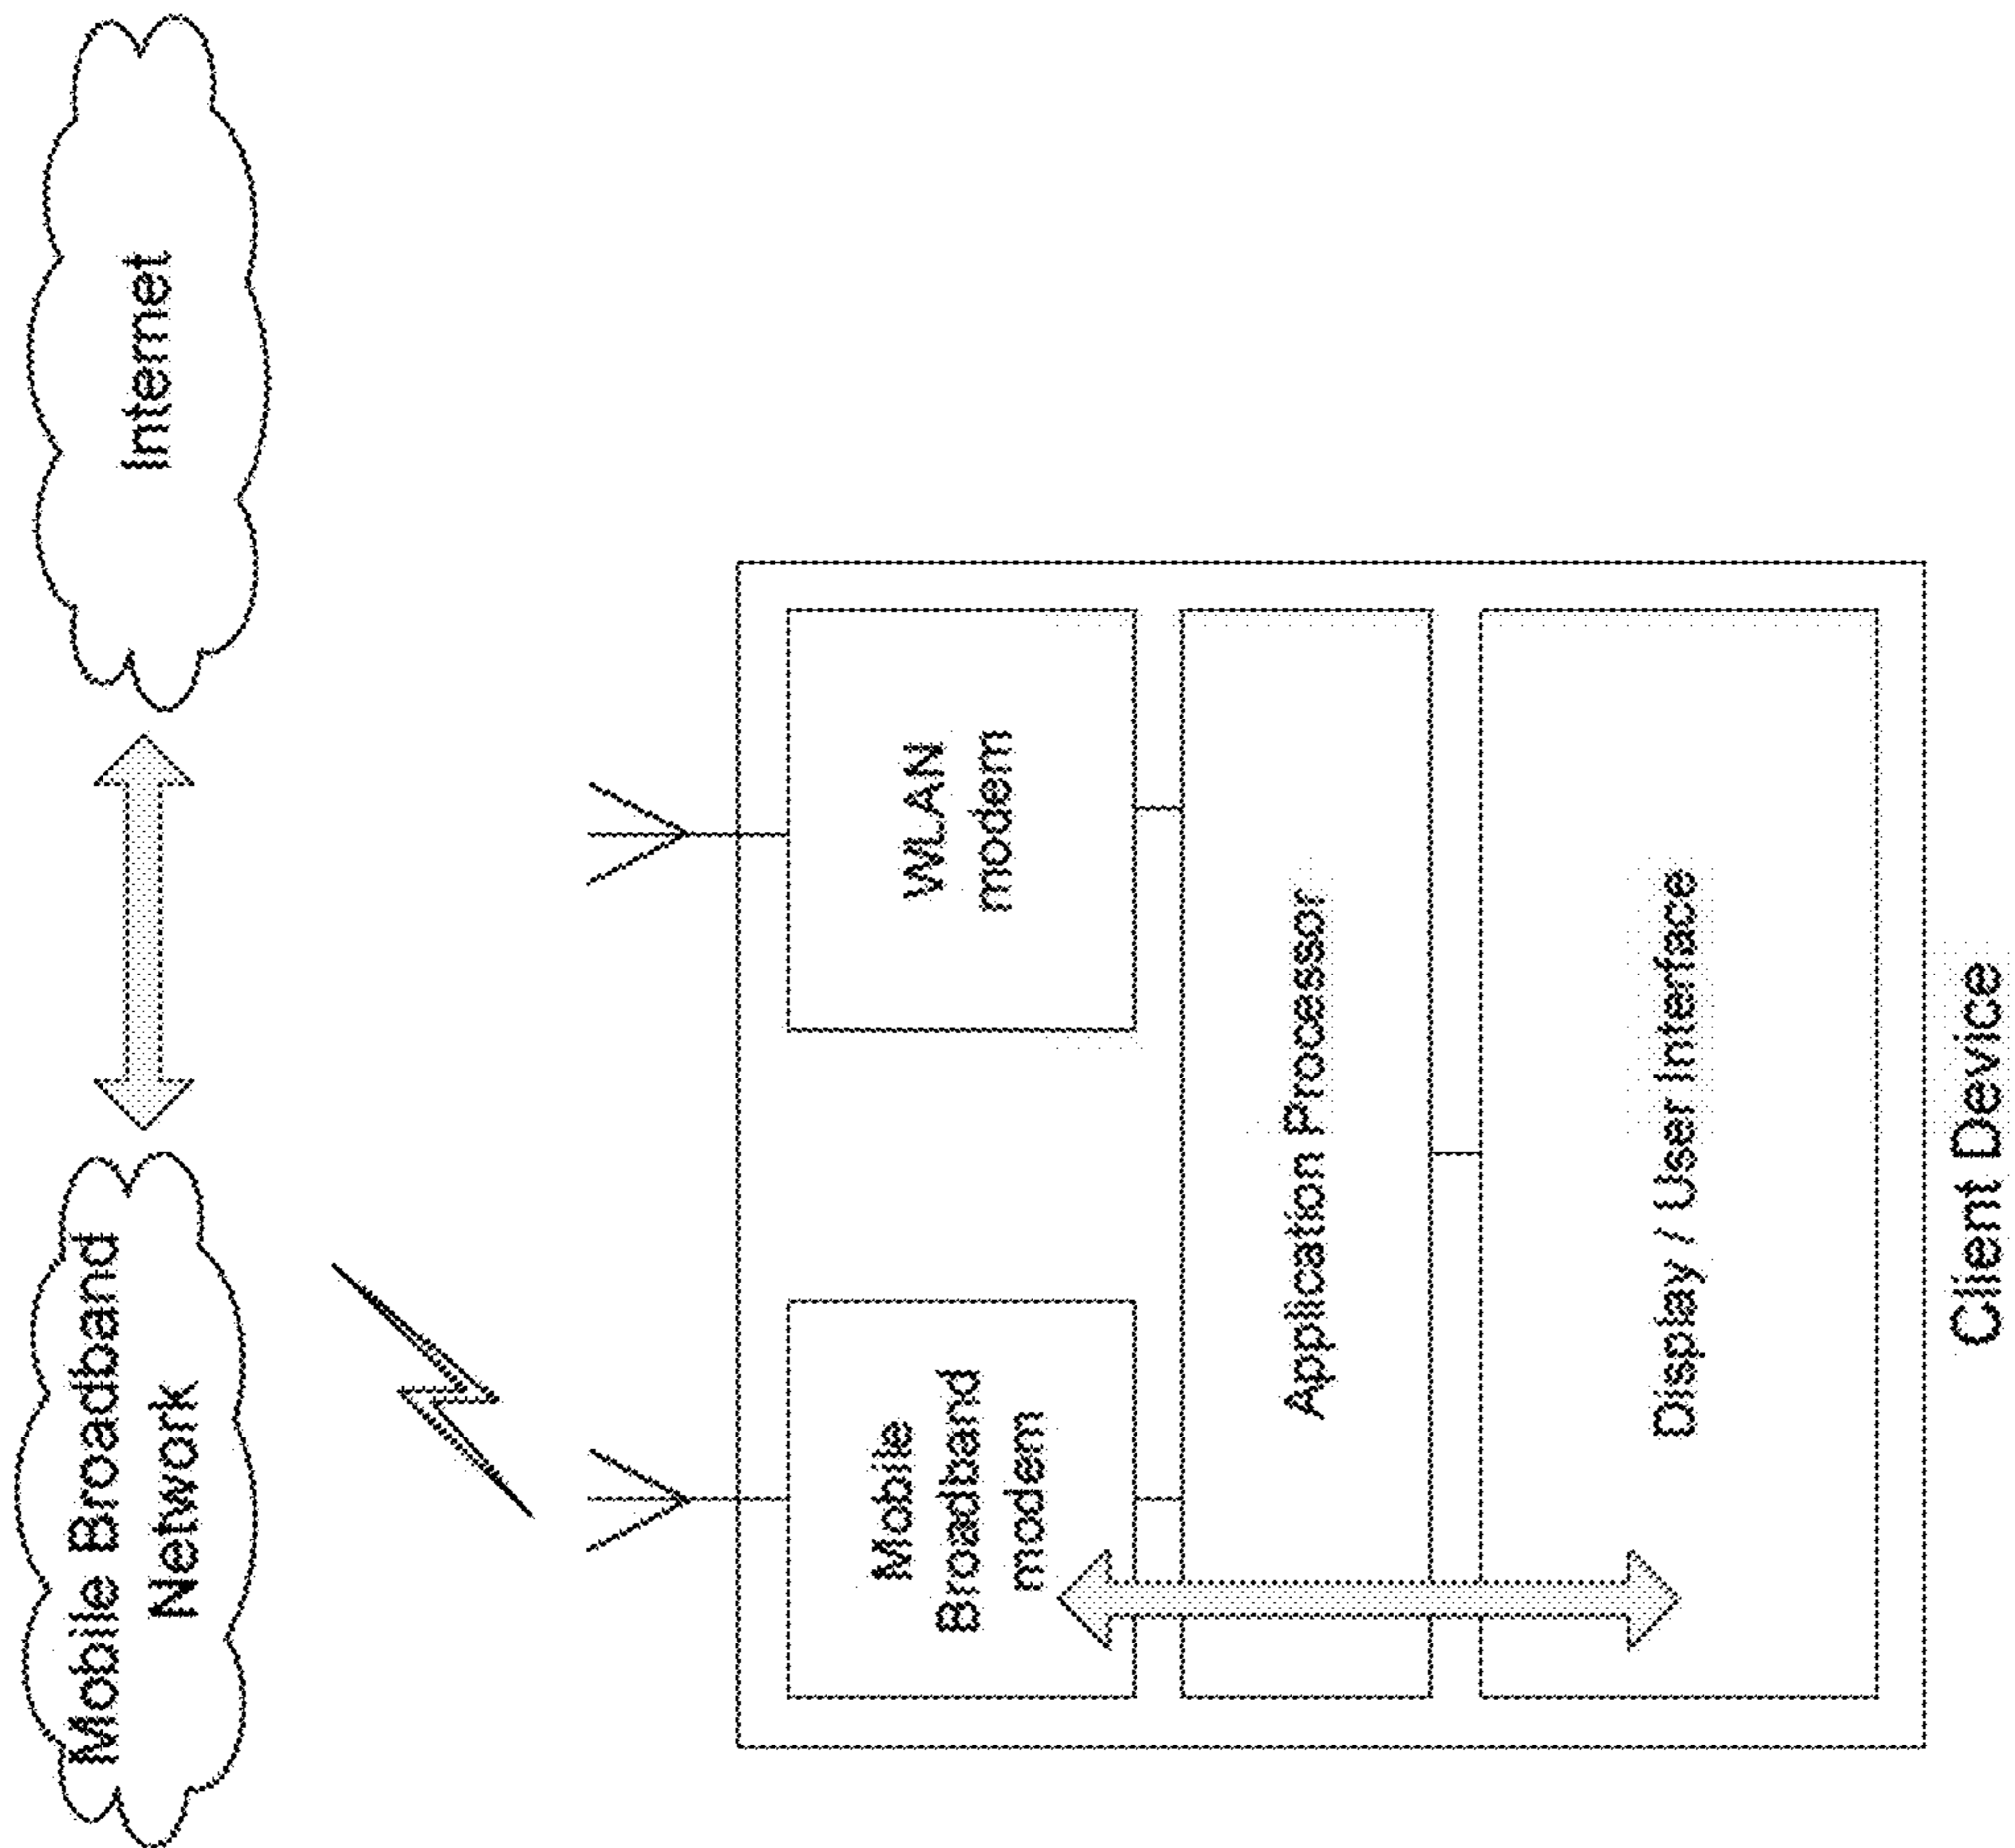 Mobile Broadband
Network
Internet
Mobile
Broadband
modem
WLAN
modem
Application Processor
Display / User Interface
Client Device